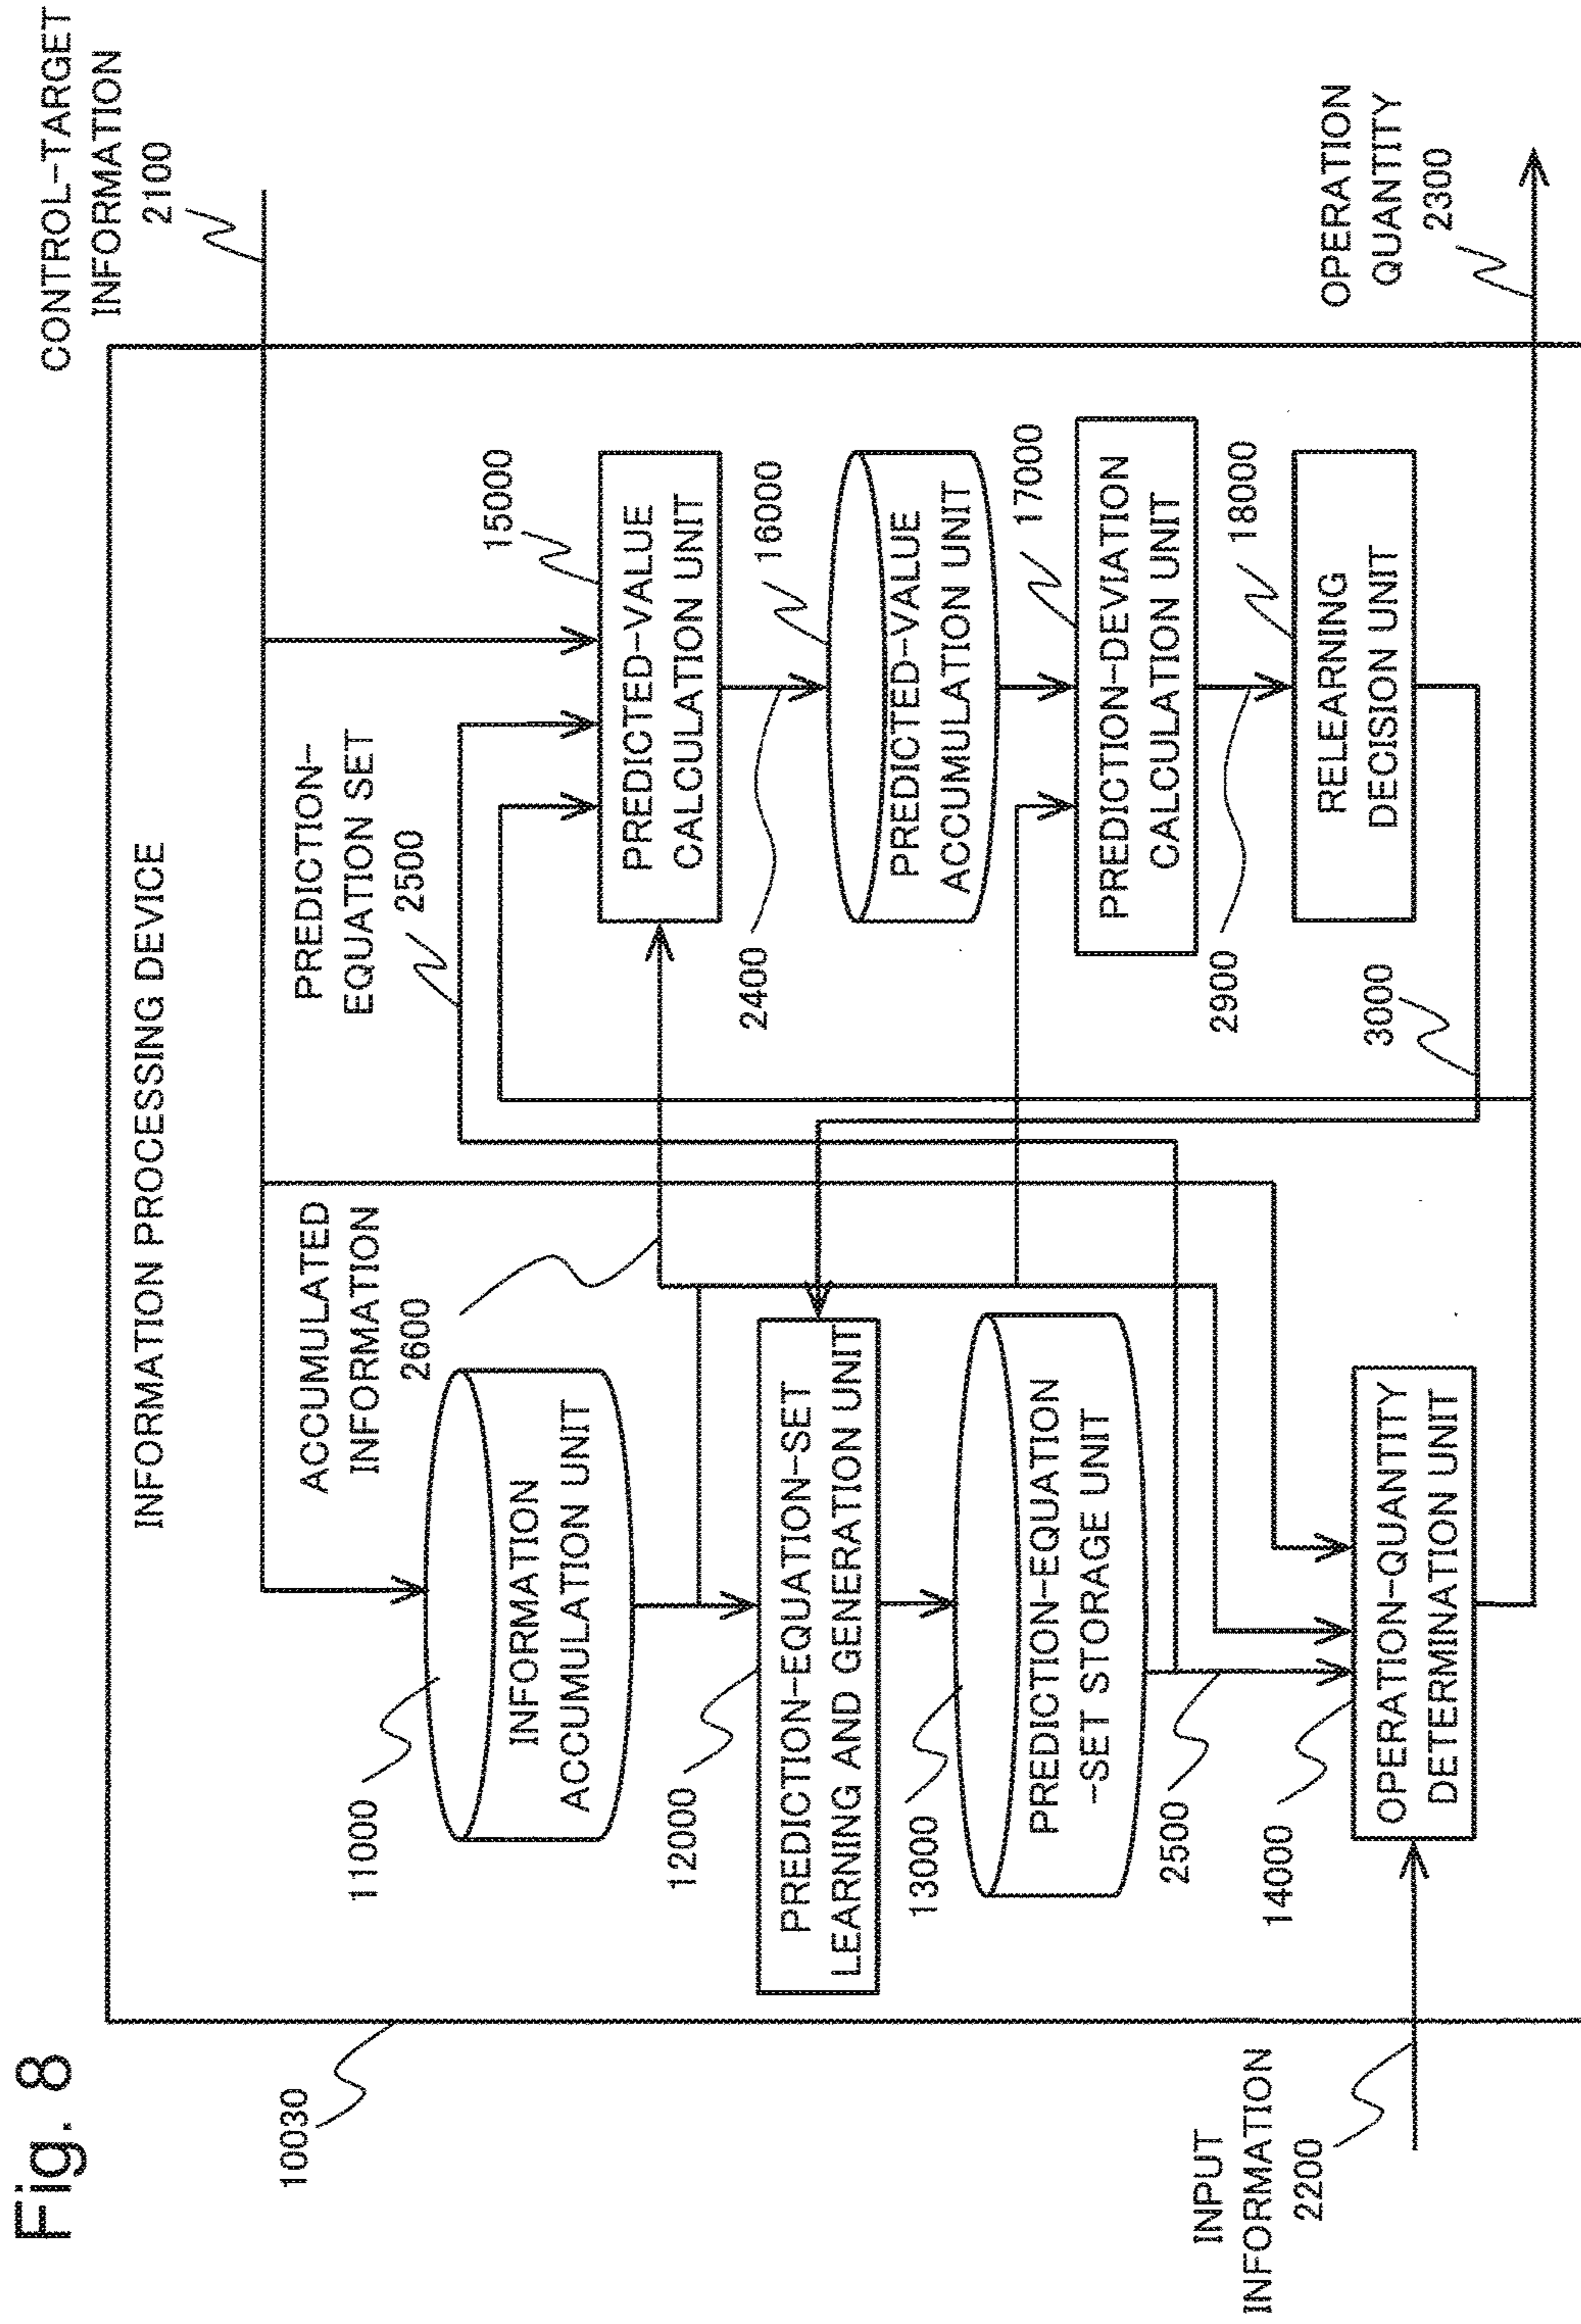 Fig. 8
10030
INFORMATION PROCESSING DEVICE
CONTROL-TARGET
INFORMATION
2100
ACCUMULATED
INFORMATION
2600
PREDICTION-
EQUATION SET
2500
11000
INFORMATION
ACCUMULATION UNIT
15000
PREDICTED-VALUE
CALCULATION UNIT
12000
PREDICTION-EQUATION-SET
LEARNING AND GENERATION UNIT
2400
16000
PREDICTED-VALUE
ACCUMULATION UNIT
13000
PREDICTION-EQUATION
-SET STORAGE UNIT
17000
PREDICTION-DEVIATION
CALCULATION UNIT
2500
2900
18000
RELEARNING
DECISION UNIT
14000
OPERATION-QUANTITY
DETERMINATION UNIT
3000
INPUT
INFORMATION
2200
OPERATION
QUANTITY
2300